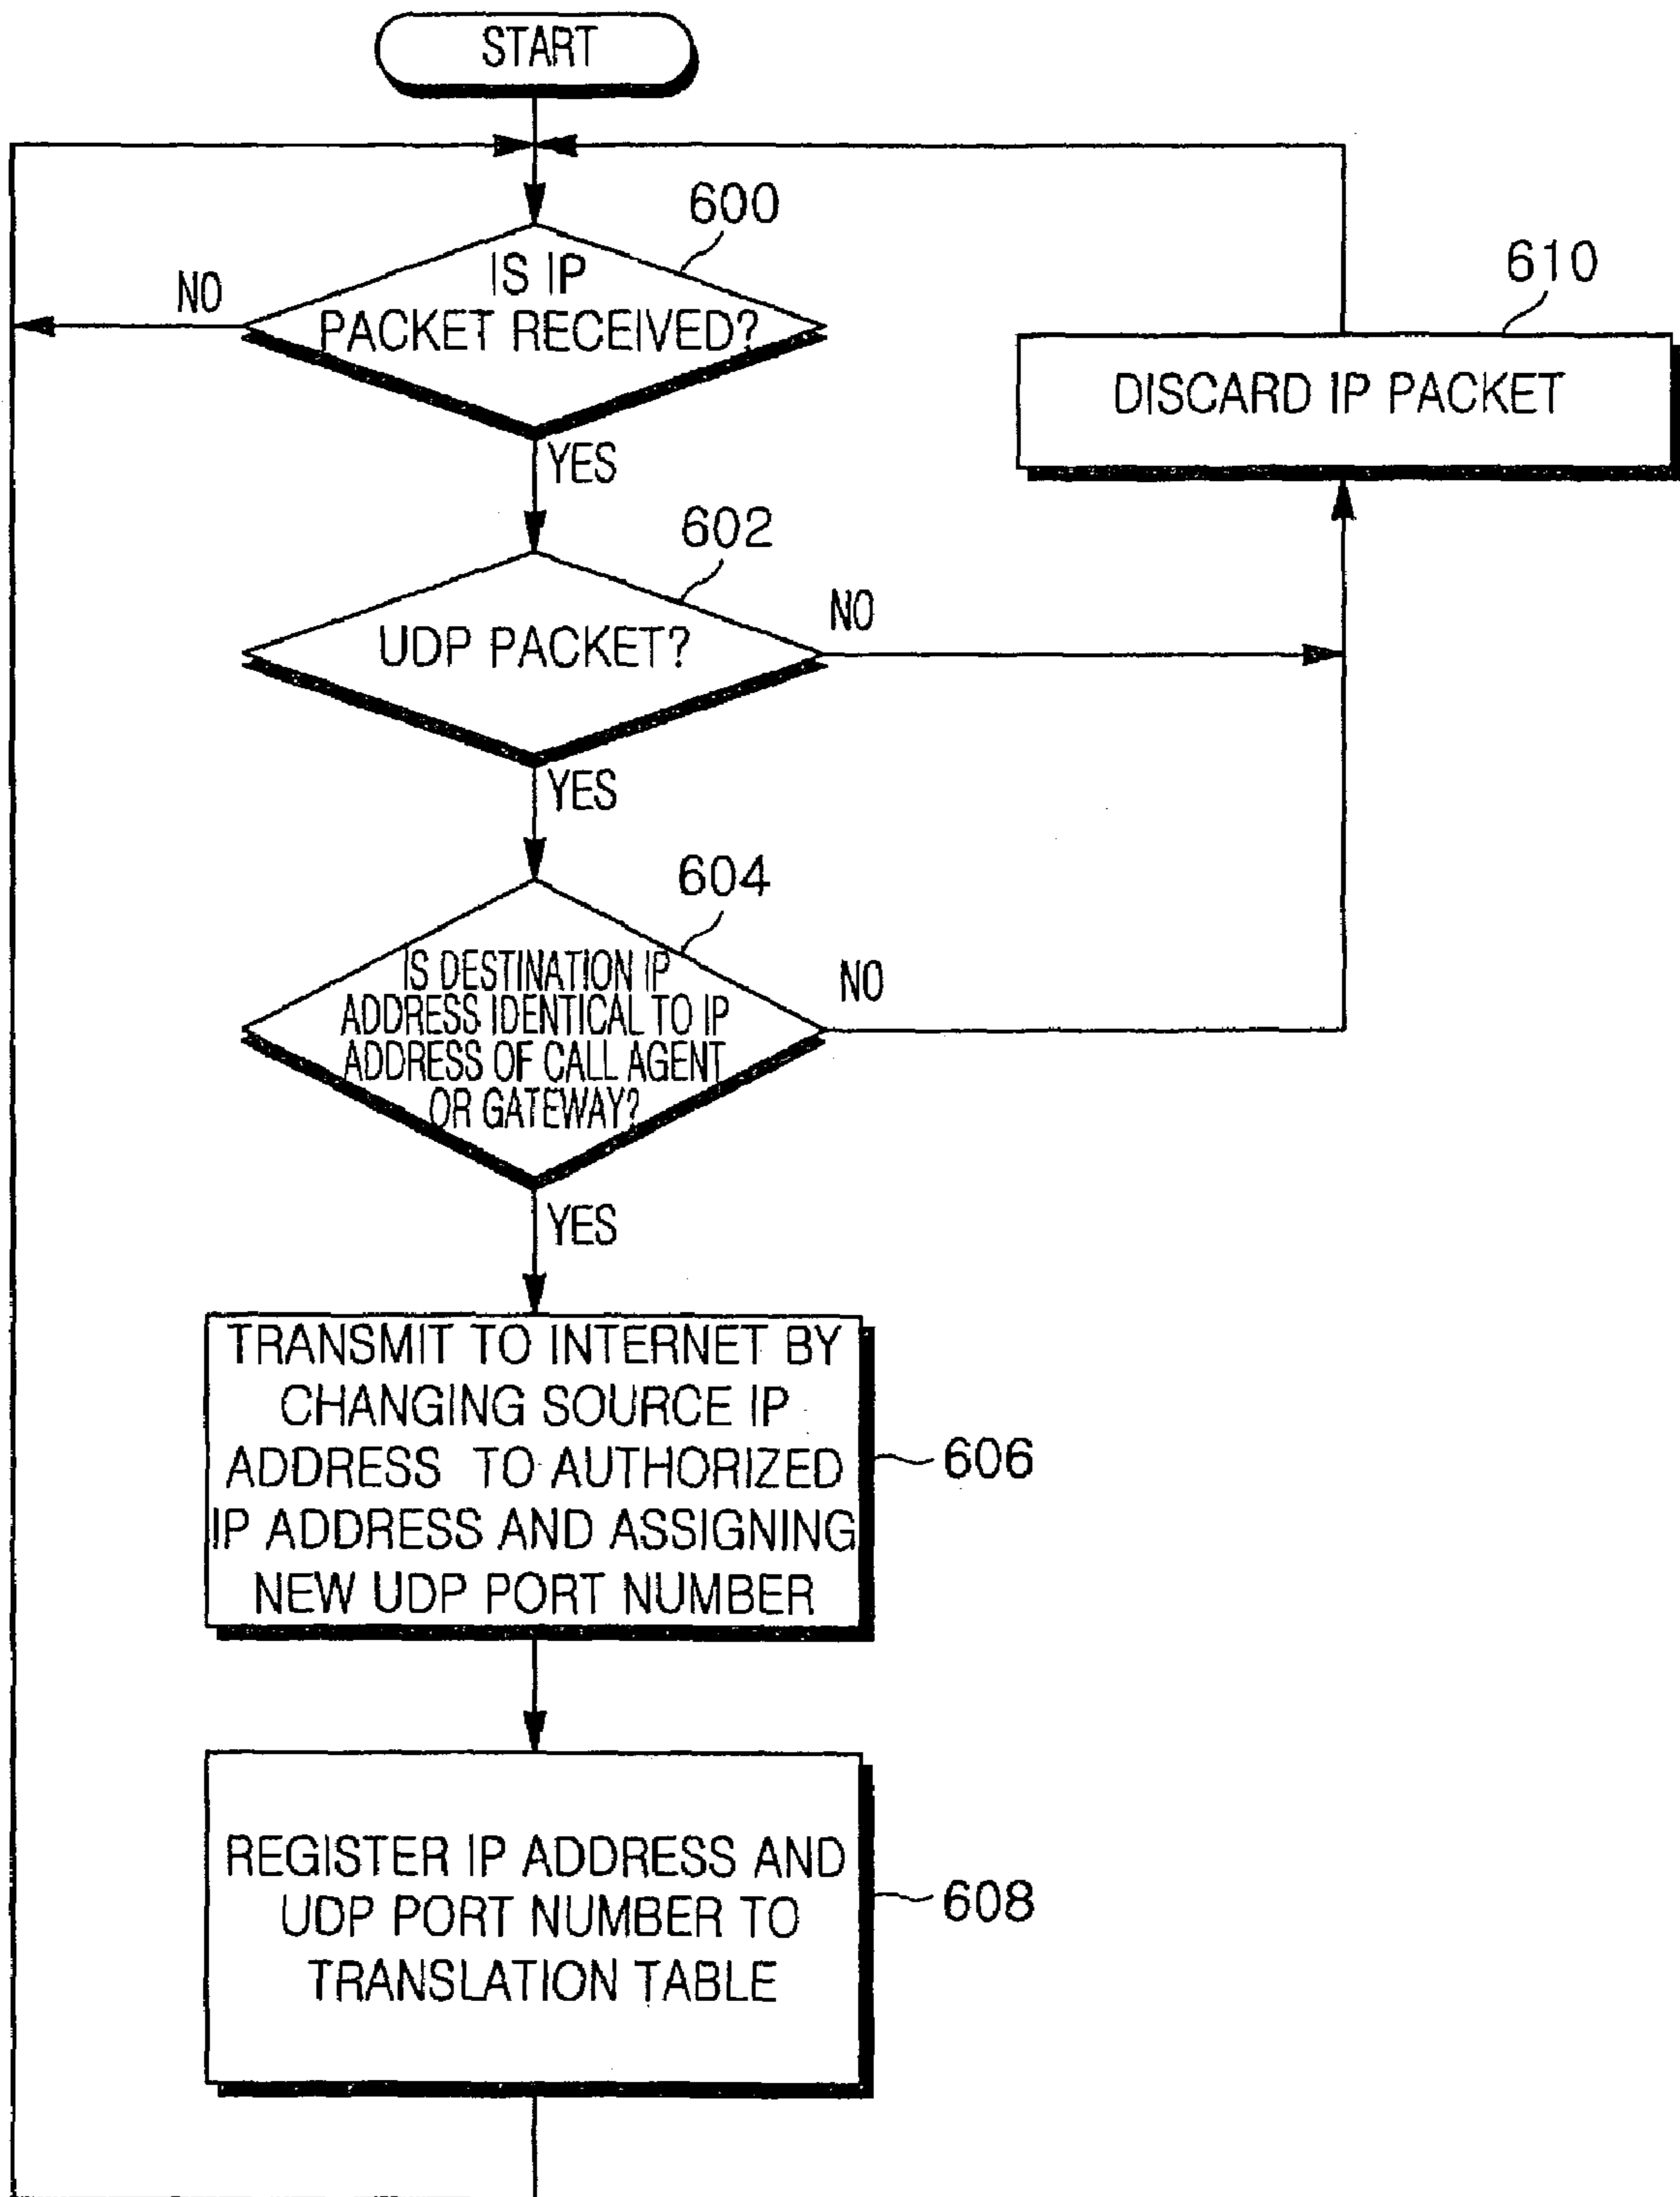 START
600
IS IP
PACKET RECEIVED?
NO
YES
610
DISCARD IP PACKET
602
UDP PACKET?
NO
YES
604
IS DESTINATION IP
ADDRESS IDENTICAL TO IP
ADDRESS OF CALL AGENT
OR GATEWAY?
NO
YES
TRANSMIT TO INTERNET BY
CHANGING SOURCE IP
ADDRESS TO AUTHORIZED
IP ADDRESS AND ASSIGNING
NEW UDP PORT NUMBER
606
REGISTER IP ADDRESS AND
UDP PORT NUMBER TO
TRANSLATION TABLE
608